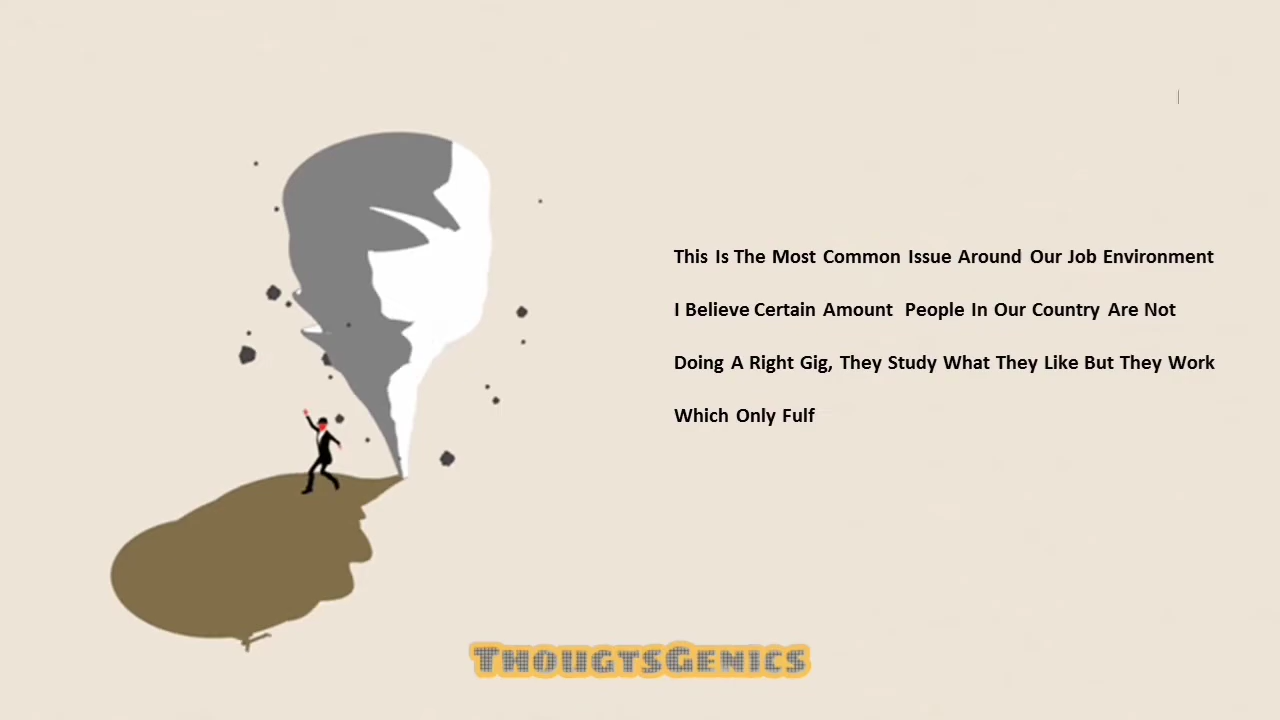 This Is The Most Common Issue Around Our Job Environment
I Believe Certain Amount People In Our Country Are Not
Doing A Right Gig, They Study What They Like But They Work
Which Only Fulf
ThougtsGenics